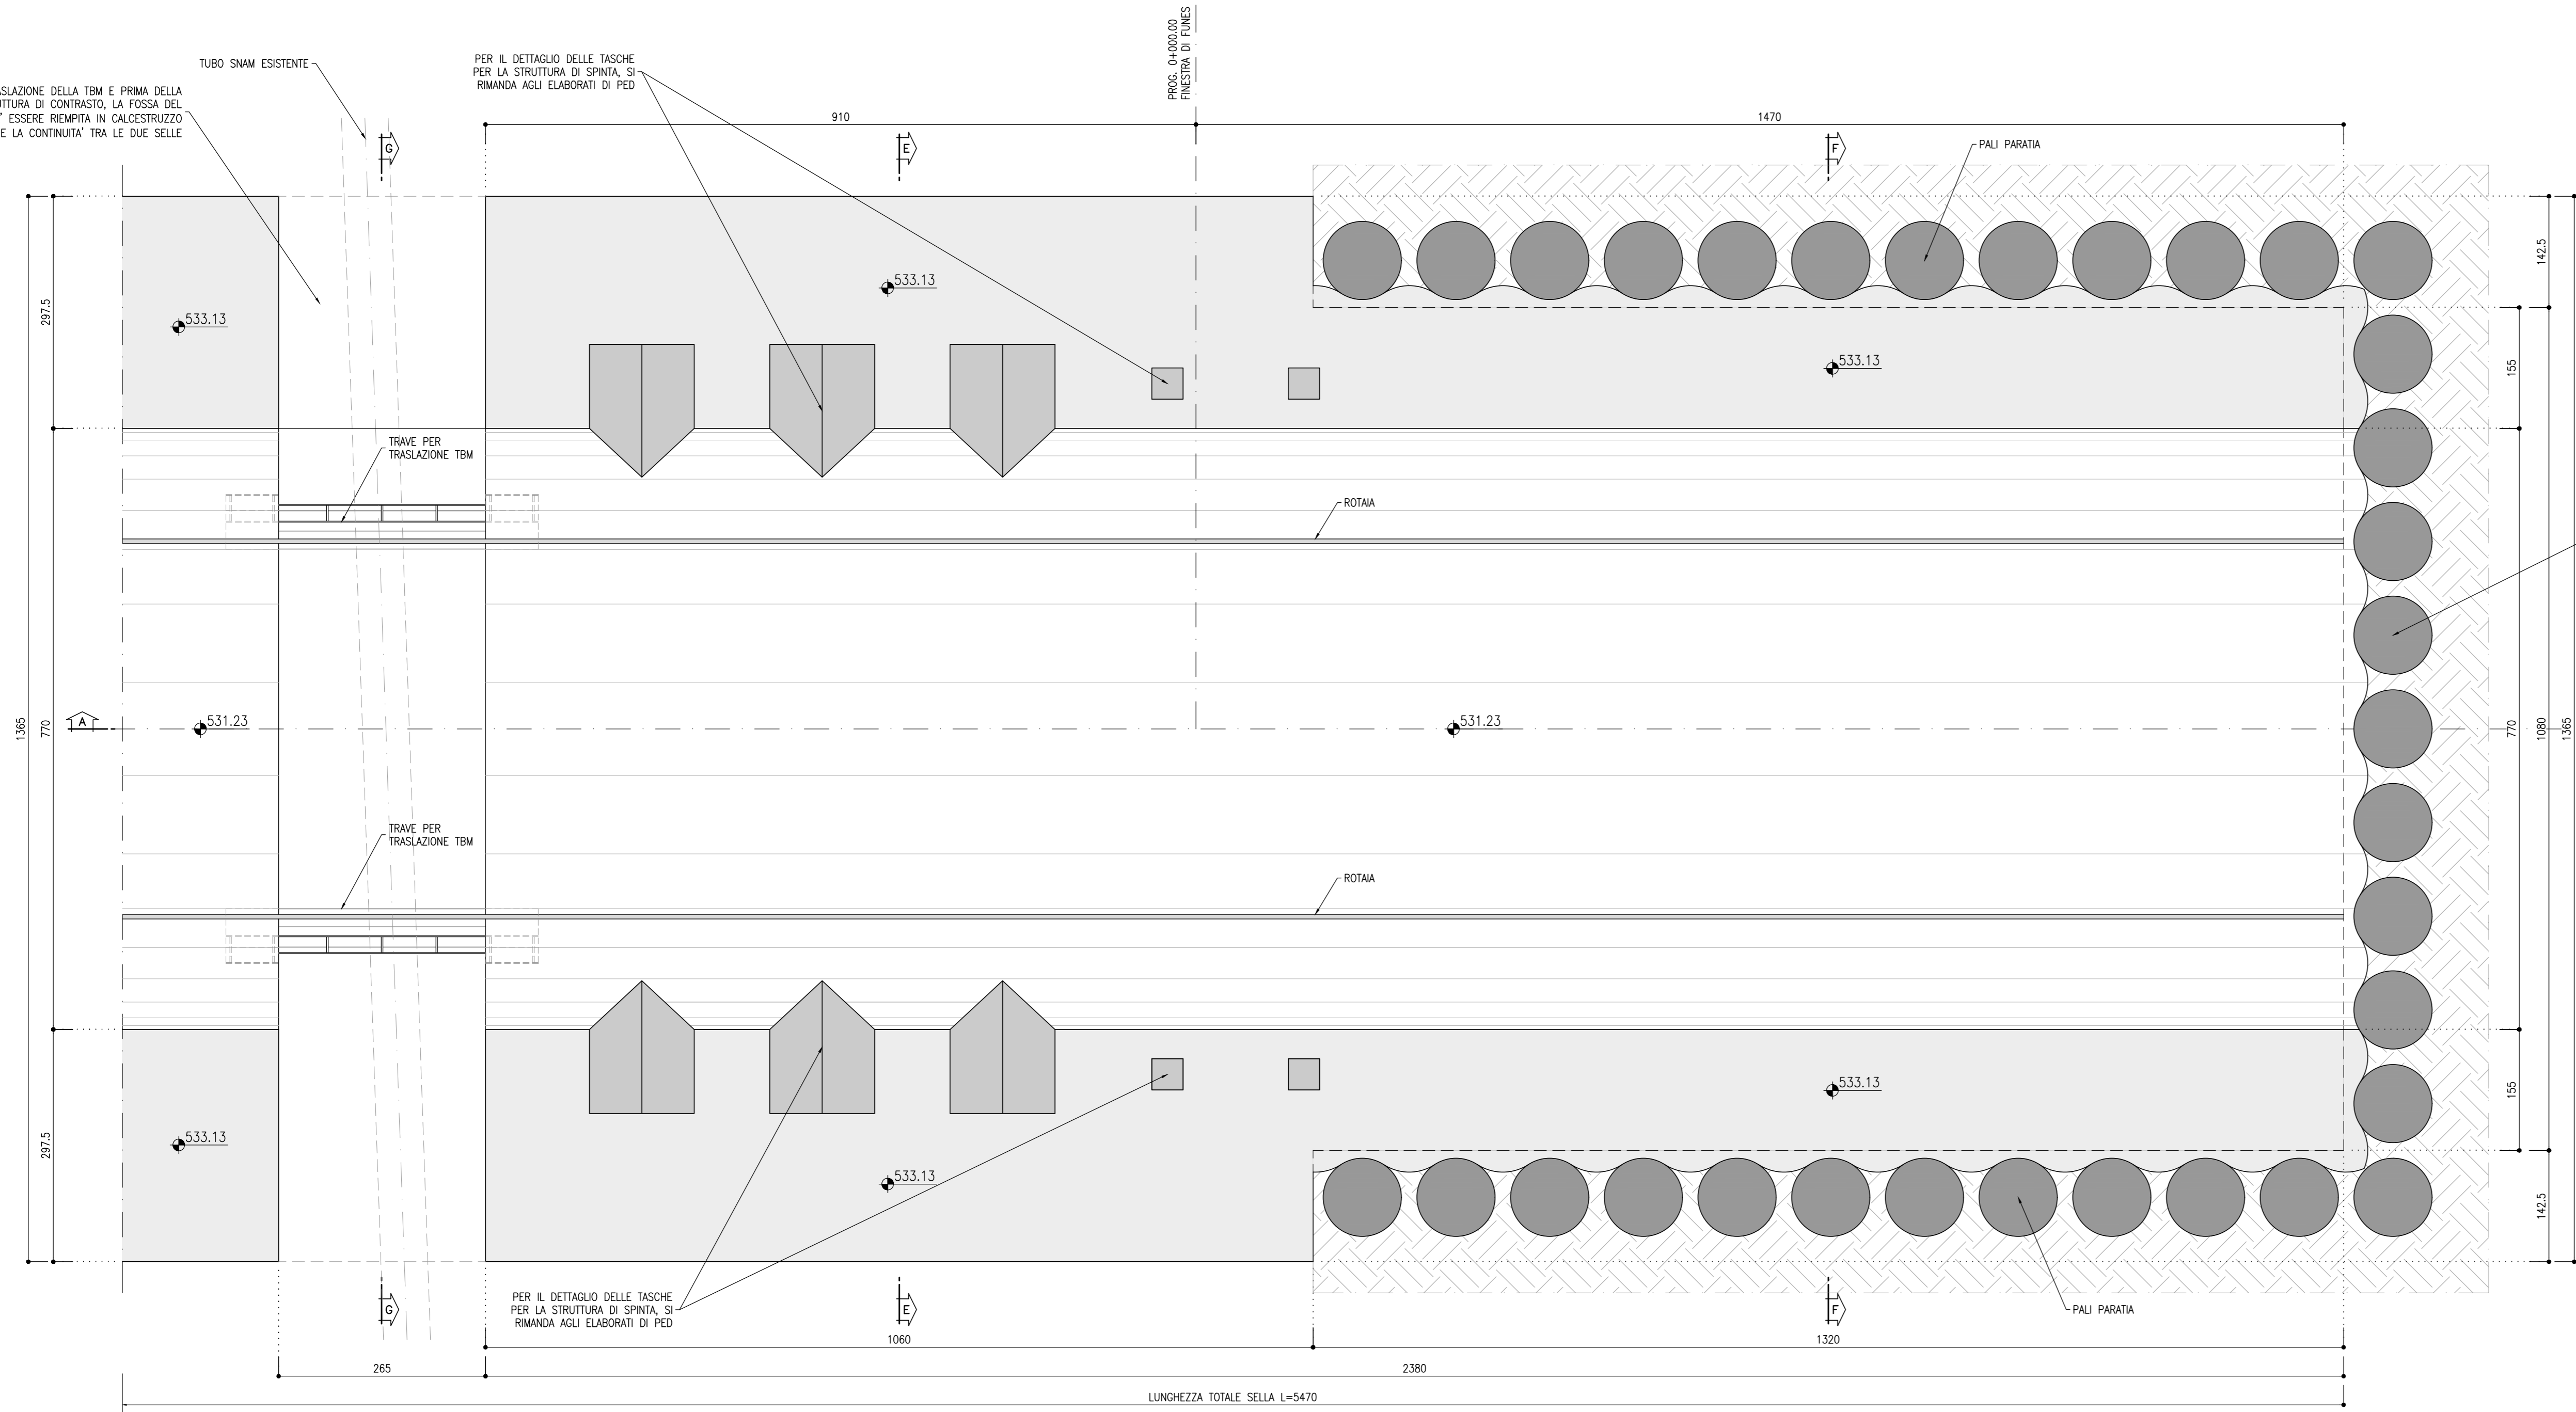 PROG. 0+000.00
FINESTRA DI FUNES
TUBO SNAM ESISTENTE
PER IL DETTAGLIO DELLE TASCHE
PER LA STRUTTURA DI SPINTA, SI
RIMANDA AGLI ELABORATI DI PED
DELLA TBM E PRIMA DELLA
DI CONTRASTO, LA FOSSA DEL
ESSERE RIEMPITA IN CALCESTRUZZO
E LA CONTINUITA' TRA LE DUE SELLE
910
1470
G
E
F
PALI PARATIA
297.5
533.13
533.13
142.5
533.13
155
TRAVE PER
TRASLAZIONE TBM
ROTAIA
1365
770
A
531.23
531.23
770
1080
1365
TRAVE PER
TRASLAZIONE TBM
ROTAIA
297.5
533.13
533.13
533.13
155
142.5
PER IL DETTAGLIO DELLE TASCHE
PER LA STRUTTURA DI SPINTA, SI
RIMANDA AGLI ELABORATI DI PED
G
E
F
PALI PARATIA
1060
1320
265
2380
LUNGHEZZA TOTALE SELLA L=5470